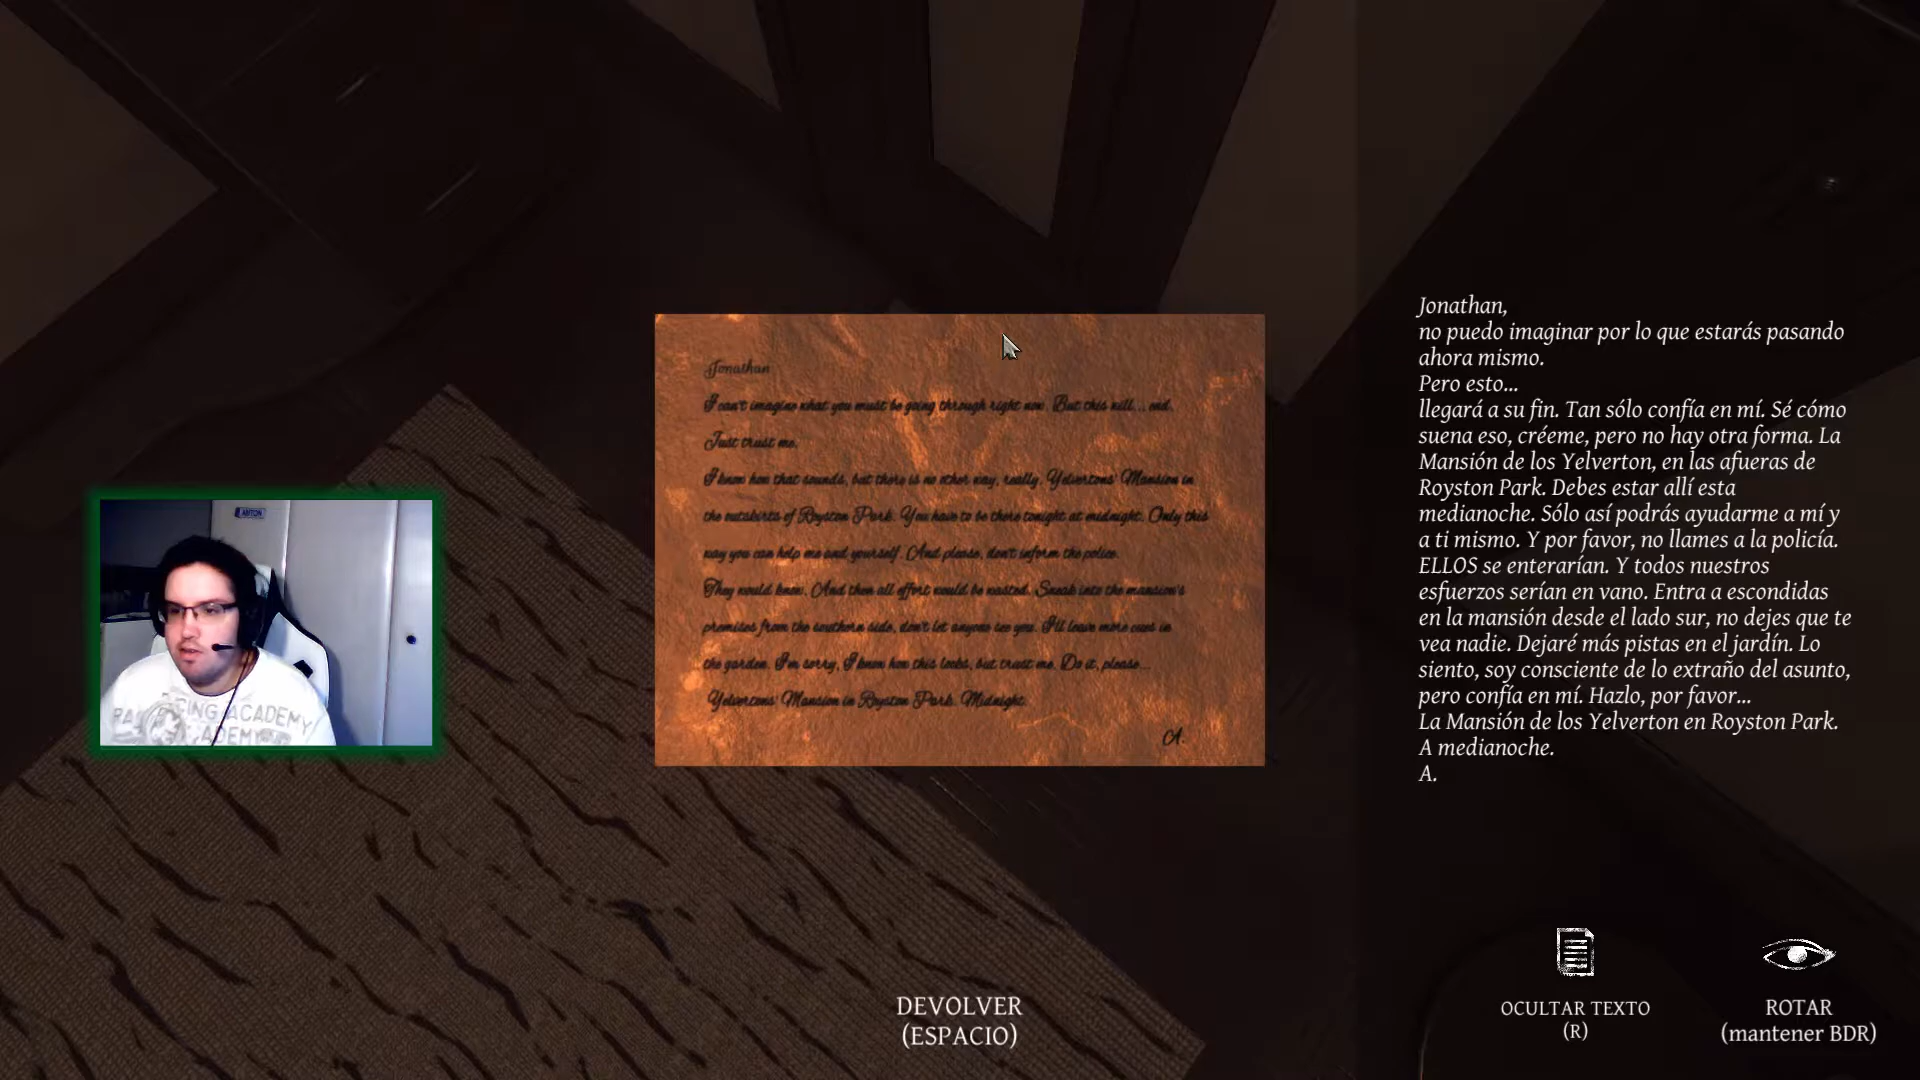 Jonathan
I can't imagine what you must be going through right now. But this will... end.
Just trust me.
I know how that sounds, but there is no other way, really. Yelvertons' Mansion in
the outskirts of Royston Park. You have to be there tonight at midnight. Only this
way you can help me and yourself. And please, don't inform the police.
They would know. And then all effort would be wasted. Sneak into the mansion's
premises from the southern side, don't let anyone see you. I'll leave more cues in
the garden. I'm sorry, I know how this looks, but trust me. Do it, please...
Yelvertons' Mansion in Royston Park. Midnight.
A.
Jonathan,
no puedo imaginar por lo que estarás pasando
ahora mismo.
Pero esto...
llegará a su fin. Tan sólo confía en mí. Sé cómo
suena eso, créeme, pero no hay otra forma. La
Mansión de los Yelverton, en las afueras de
Royston Park. Debes estar allí esta
medianoche. Sólo así podrás ayudarme a mí y
a ti mismo. Y por favor, no llames a la policía.
ELLOS se enterarían. Y todos nuestros
esfuerzos serían en vano. Entra a escondidas
en la mansión desde el lado sur, no dejes que te
vea nadie. Dejaré más pistas en el jardín. Lo
siento, soy consciente de lo extraño del asunto,
pero confía en mí. Hazlo, por favor...
La Mansión de los Yelverton en Royston Park.
A medianoche.
A.
ACADEMY
DEVOLVER
(ESPACIO)
OCULTAR TEXTO
(R)
ROTAR
(mantener BDR)